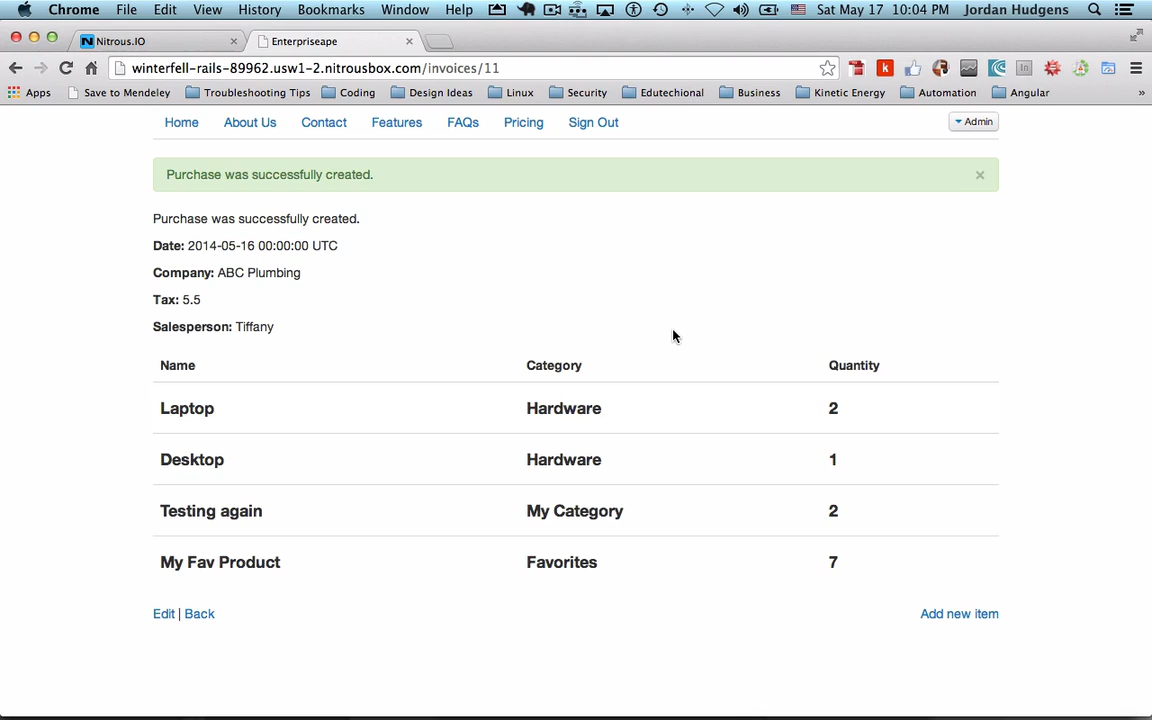 Chrome File Edit View History Bookmarks Window Help Sat May 17 10:04 PM Jordan Hudgens
Nitrous.IO × Enterpriseape ×
winterfell-rails-89962.usw1-2.nitrousbox.com/invoices/11
Apps Save to Mendeley Troubleshooting Tips Coding Design Ideas Linux Security Edutechional Business Kinetic Energy Automation Angular »
Home About Us Contact Features FAQs Pricing Sign Out Admin
Purchase was successfully created. ×
Purchase was successfully created.
Date: 2014-05-16 00:00:00 UTC
Company: ABC Plumbing
Tax: 5.5
Salesperson: Tiffany
Name Category Quantity
Laptop Hardware 2
Desktop Hardware 1
Testing again My Category 2
My Fav Product Favorites 7
Edit | Back Add new item